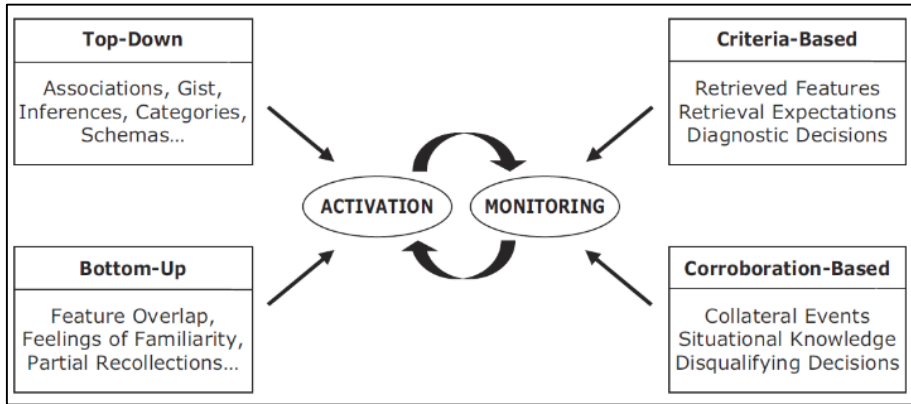 Top-Down
Associations, Gist,
Inferences, Categories,
Schemas...
Criteria-Based
Retrieved Features
Retrieval Expectations
Diagnostic Decisions
ACTIVATION
MONITORING
Bottom-Up
Feature Overlap,
Feelings of Familiarity,
Partial Recollections...
Corroboration-Based
Collateral Events
Situational Knowledge
Disqualifying Decisions